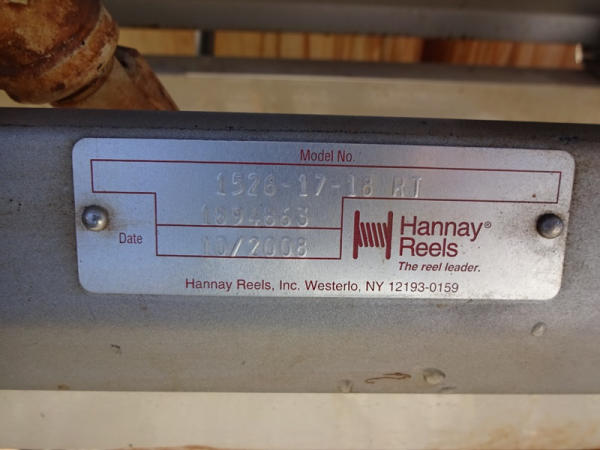 Model No.
1526-17-18 RT
1694663
Date 10/2008
Hannay®
Reels
The reel leader.
Hannay Reels, Inc. Westerlo, NY 12193-0159